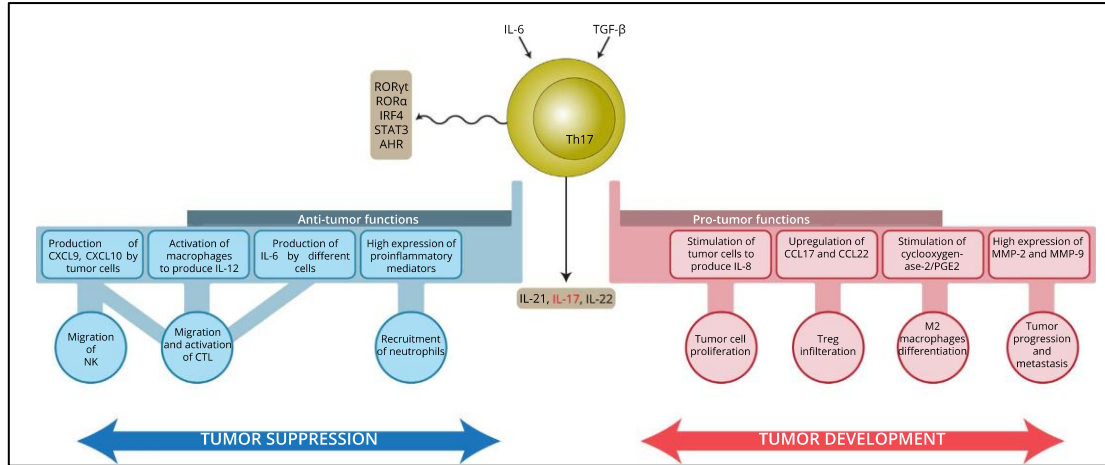 IL-6
TGF-β
RORγt
RORα
IRF4
STAT3
AHR
Th17
Anti-tumor functions
Pro-tumor functions
Production of
CXCL9, CXCL10 by
tumor cells
Activation of
macrophages
to produce IL-12
Production of
IL-6 by different
cells
High expression of
proinflammatory
mediators
Stimulation of
tumor cells to
produce IL-8
Upregulation of
CCL17 and CCL22
Stimulation of
cyclooxygen-
ase-2/PGE2
High expression of
MMP-2 and MMP-9
IL-21, IL-17, IL-22
Migration
of
NK
Migration
and activation
of CTL
Recruitment
of neutrophils
Tumor cell
proliferation
Treg
infilteration
M2
macrophages
differentiation
Tumor
progression
and
metastasis
TUMOR SUPPRESSION
TUMOR DEVELOPMENT